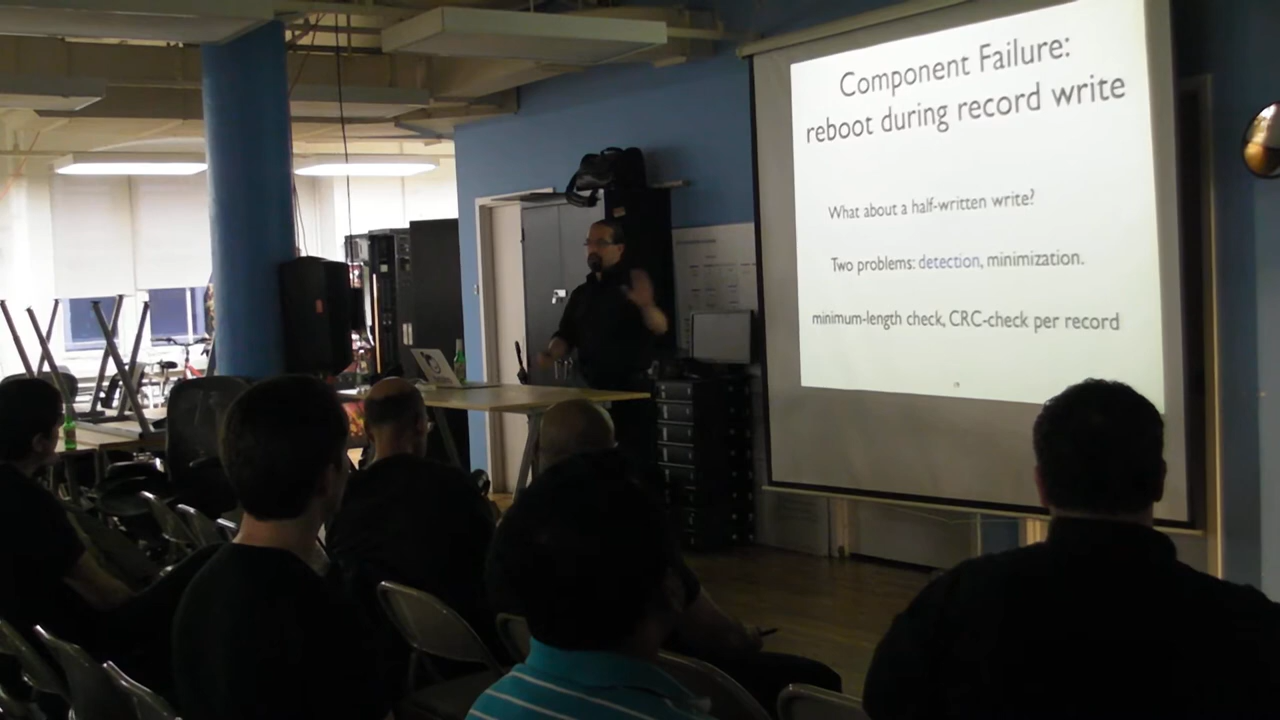 Component Failure:
reboot during record write
What about a half-written write?
Two problems: detection, minimization.
minimum-length check, CRC-check per record